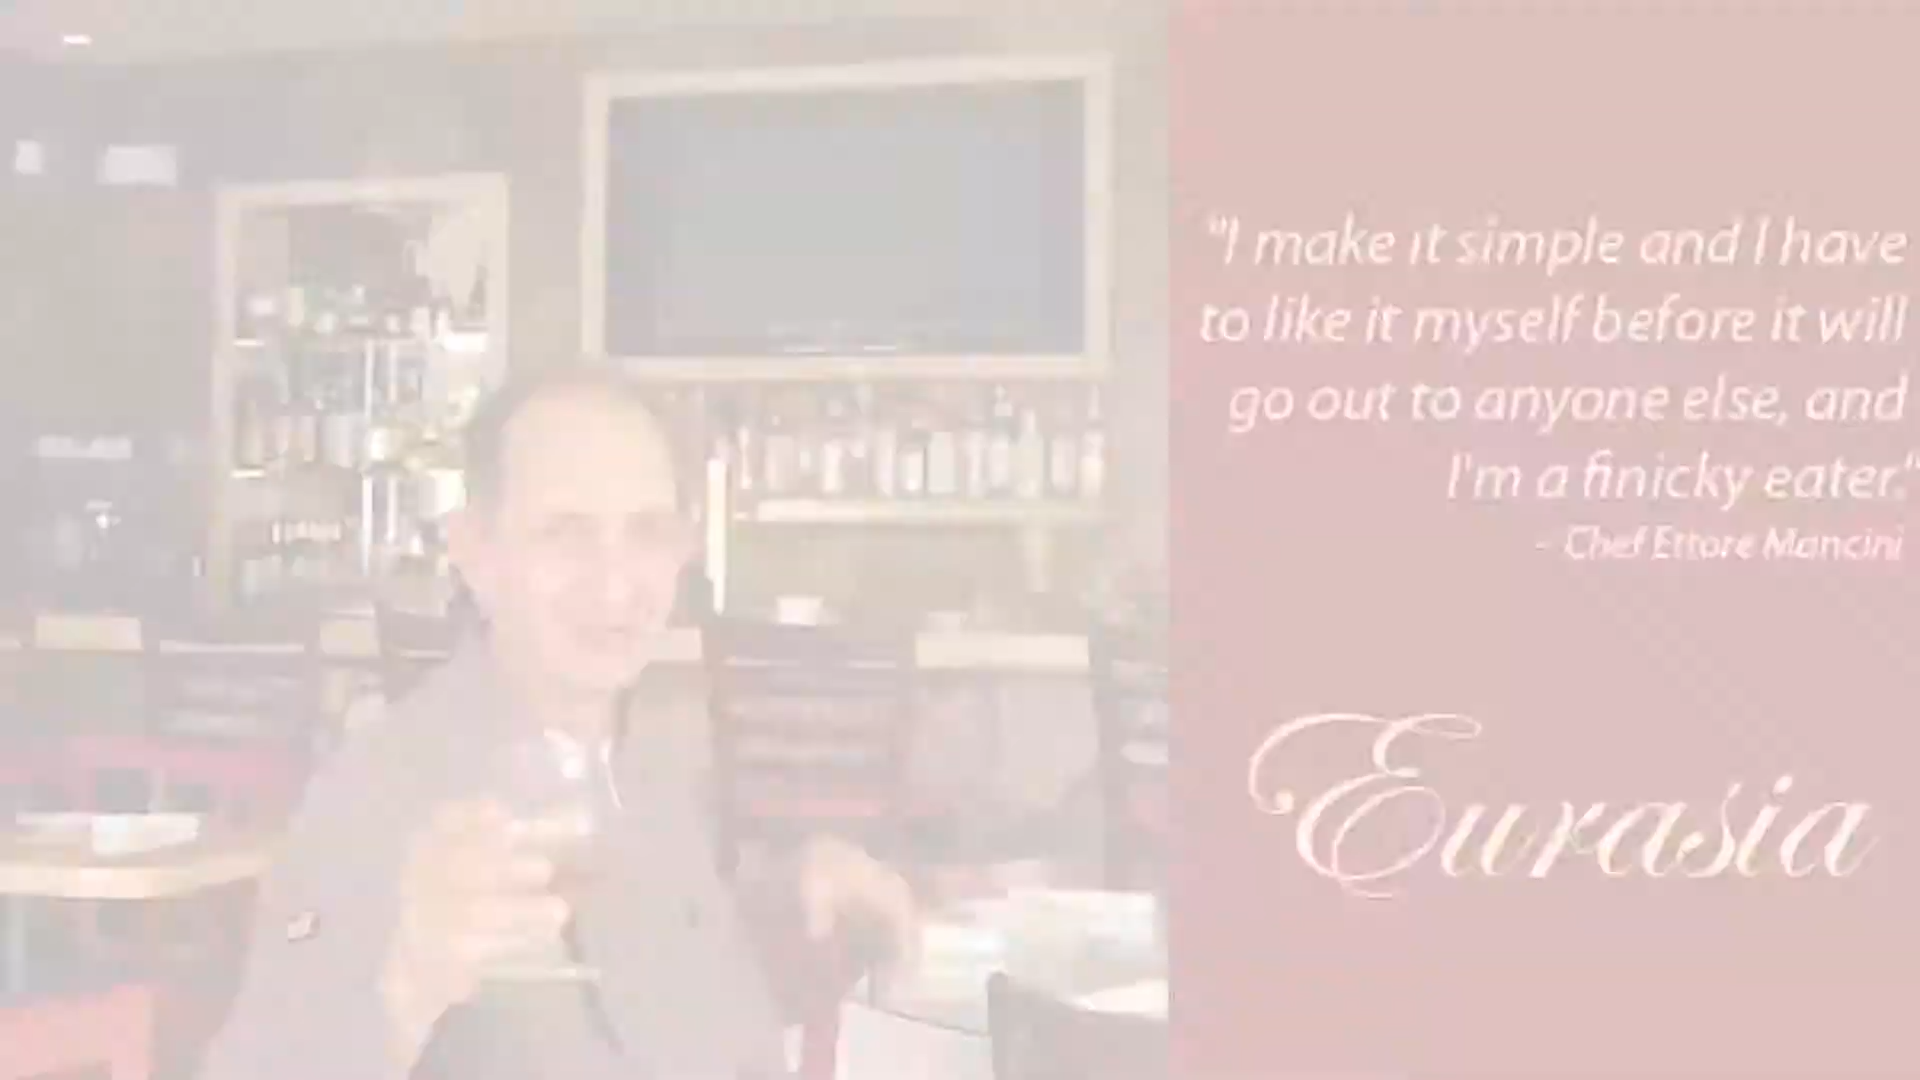 "I make it simple and I have
to like it myself before it will
go out to anyone else, and
I'm a finicky eater."
- Chef Ettore Mancini
Eurasia